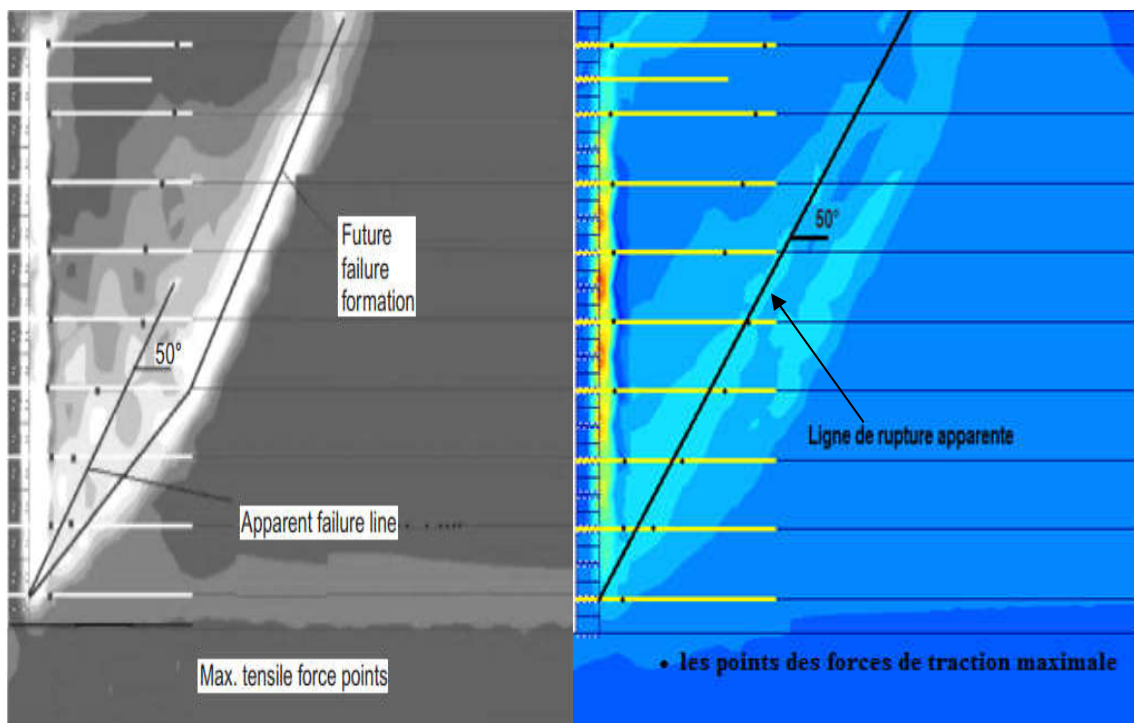 Future
failure
formation
50°
Apparent failure line
Max. tensile force points
50°
Ligne de rupture apparente
• les points des forces de traction maximale